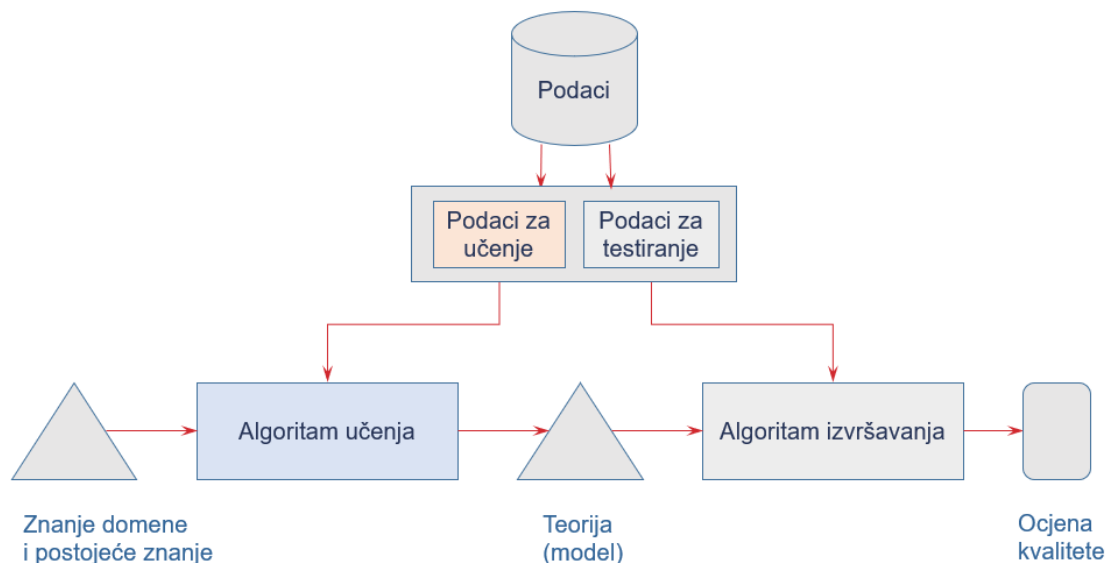 Podaci
Podaci za
učenje
Podaci za
testiranje
Algoritam učenja
Algoritam izvršavanja
Znanje domene
i postojeće znanje
Teorija
(model)
Ocjena
kvalitete